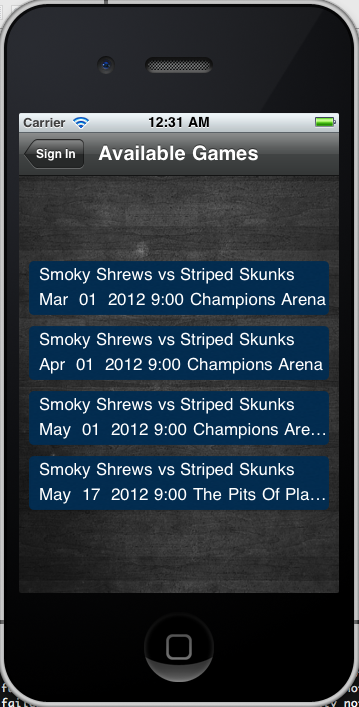 Carrier 12:31 AM
Sign In Available Games
Smoky Shrews vs Striped Skunks
Mar 01 2012 9:00 Champions Arena
Smoky Shrews vs Striped Skunks
Apr 01 2012 9:00 Champions Arena
Smoky Shrews vs Striped Skunks
May 01 2012 9:00 Champions Are...
Smoky Shrews vs Striped Skunks
May 17 2012 9:00 The Pits Of Pla...